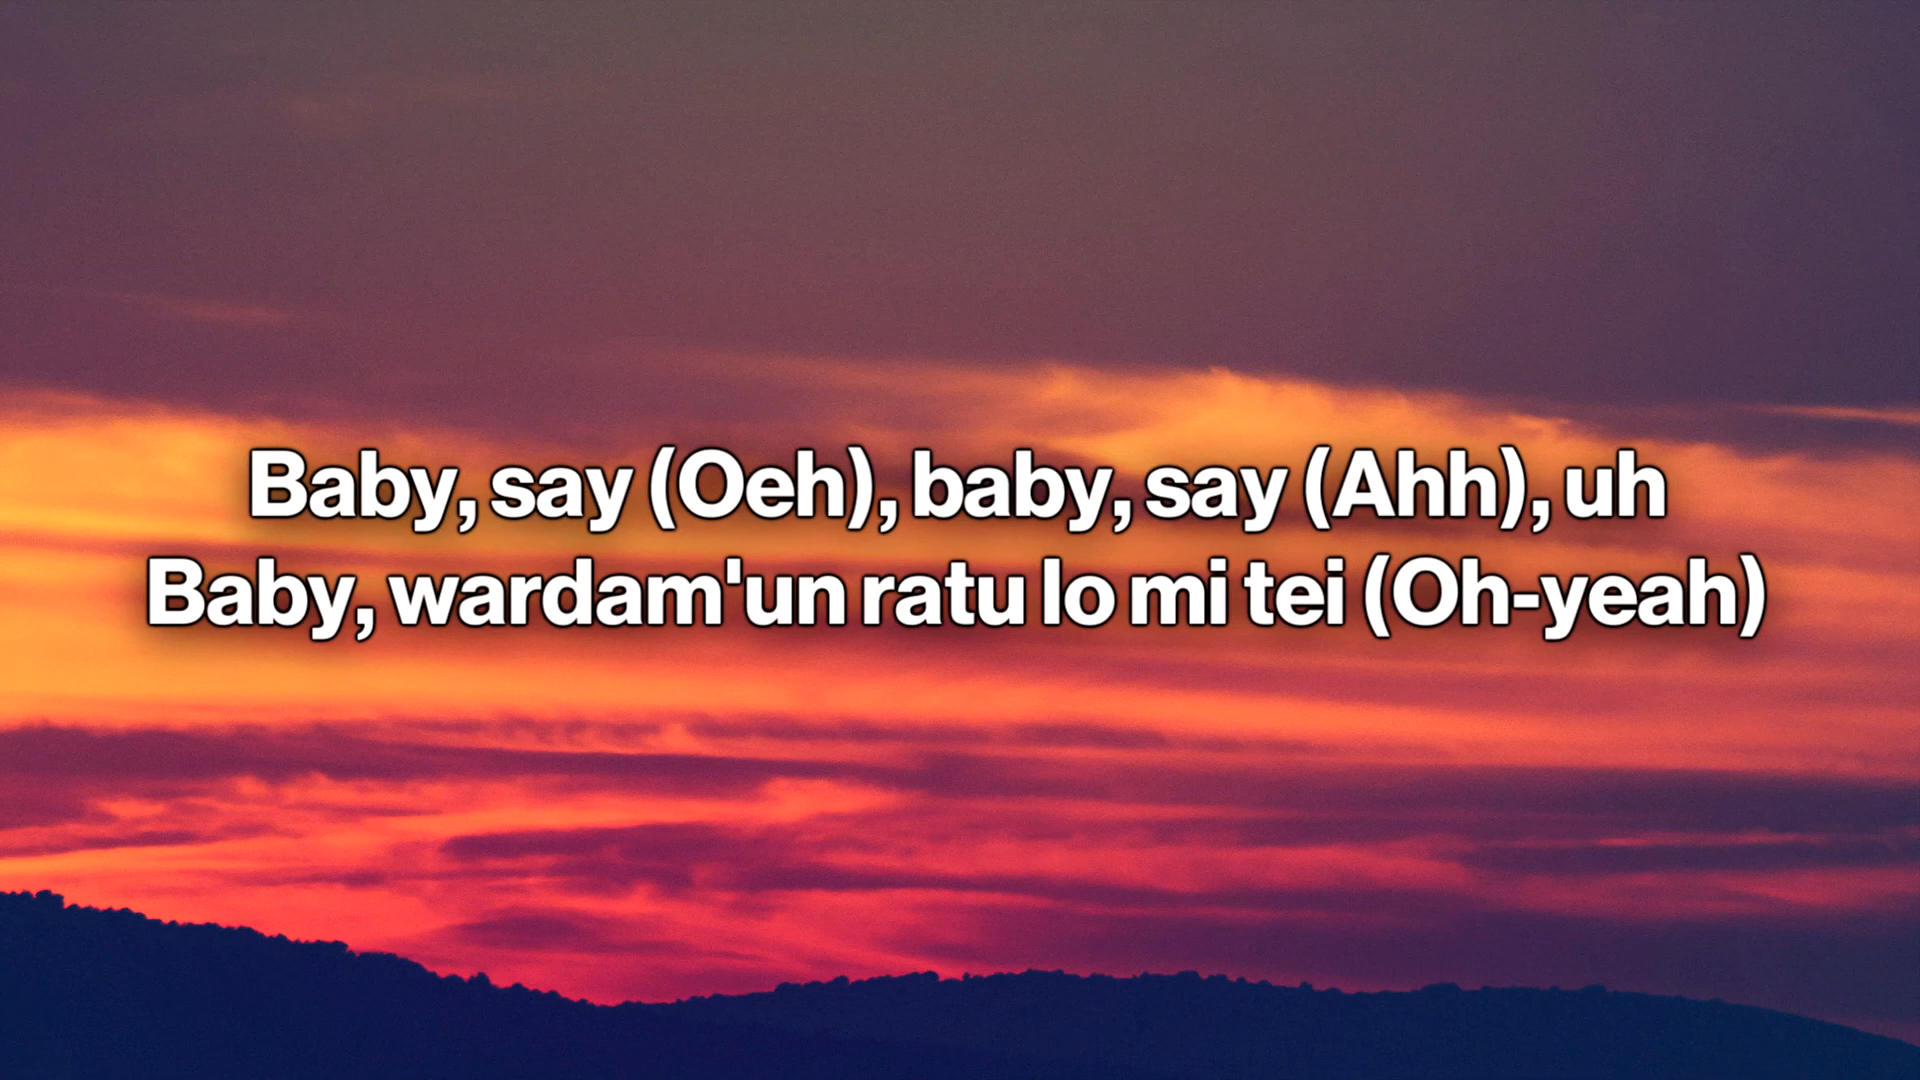 Baby, say (Oeh), baby, say (Ahh), uh
Baby, wardam'un ratu lo mi tei (Oh-yeah)